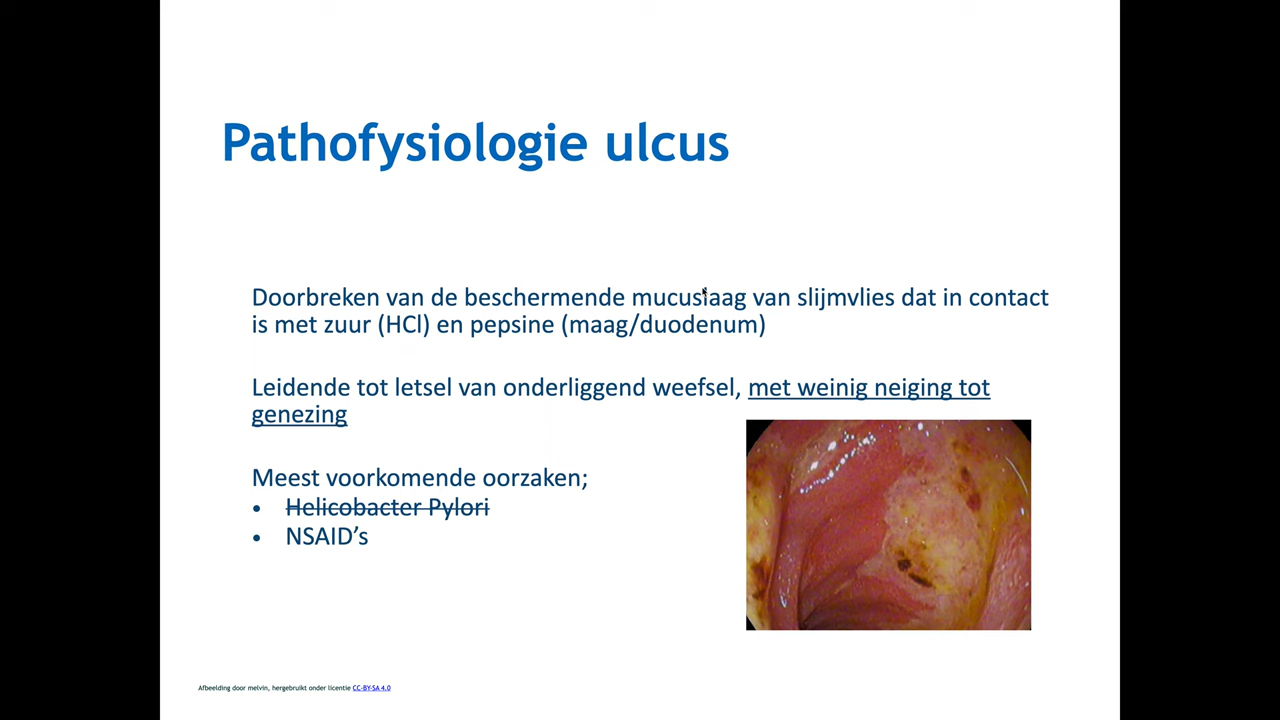 Pathofysiologie ulcus
Doorbreken van de beschermende mucuslaag van slijmvlies dat in contact
is met zuur (HCl) en pepsine (maag/duodenum)
Leidende tot letsel van onderliggend weefsel, met weinig neiging tot
genezing
Meest voorkomende oorzaken;
• Helicobacter Pylori
• NSAID’s
Afbeelding door melvin, hergebruikt onder licentie CC-BY-SA 4.0